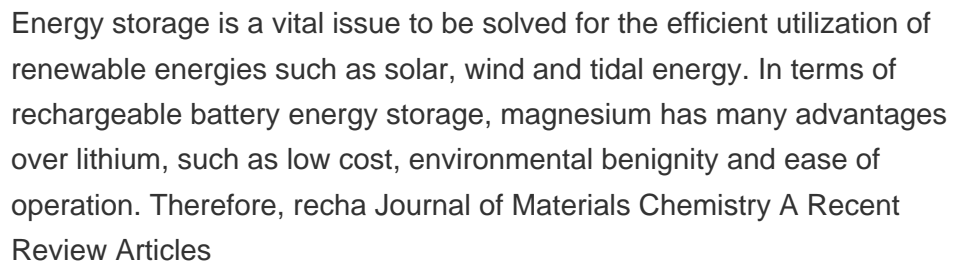 Energy storage is a vital issue to be solved for the efficient utilization of
renewable energies such as solar, wind and tidal energy. In terms of
rechargeable battery energy storage, magnesium has many advantages
over lithium, such as low cost, environmental benignity and ease of
operation. Therefore, recha Journal of Materials Chemistry A Recent
Review Articles